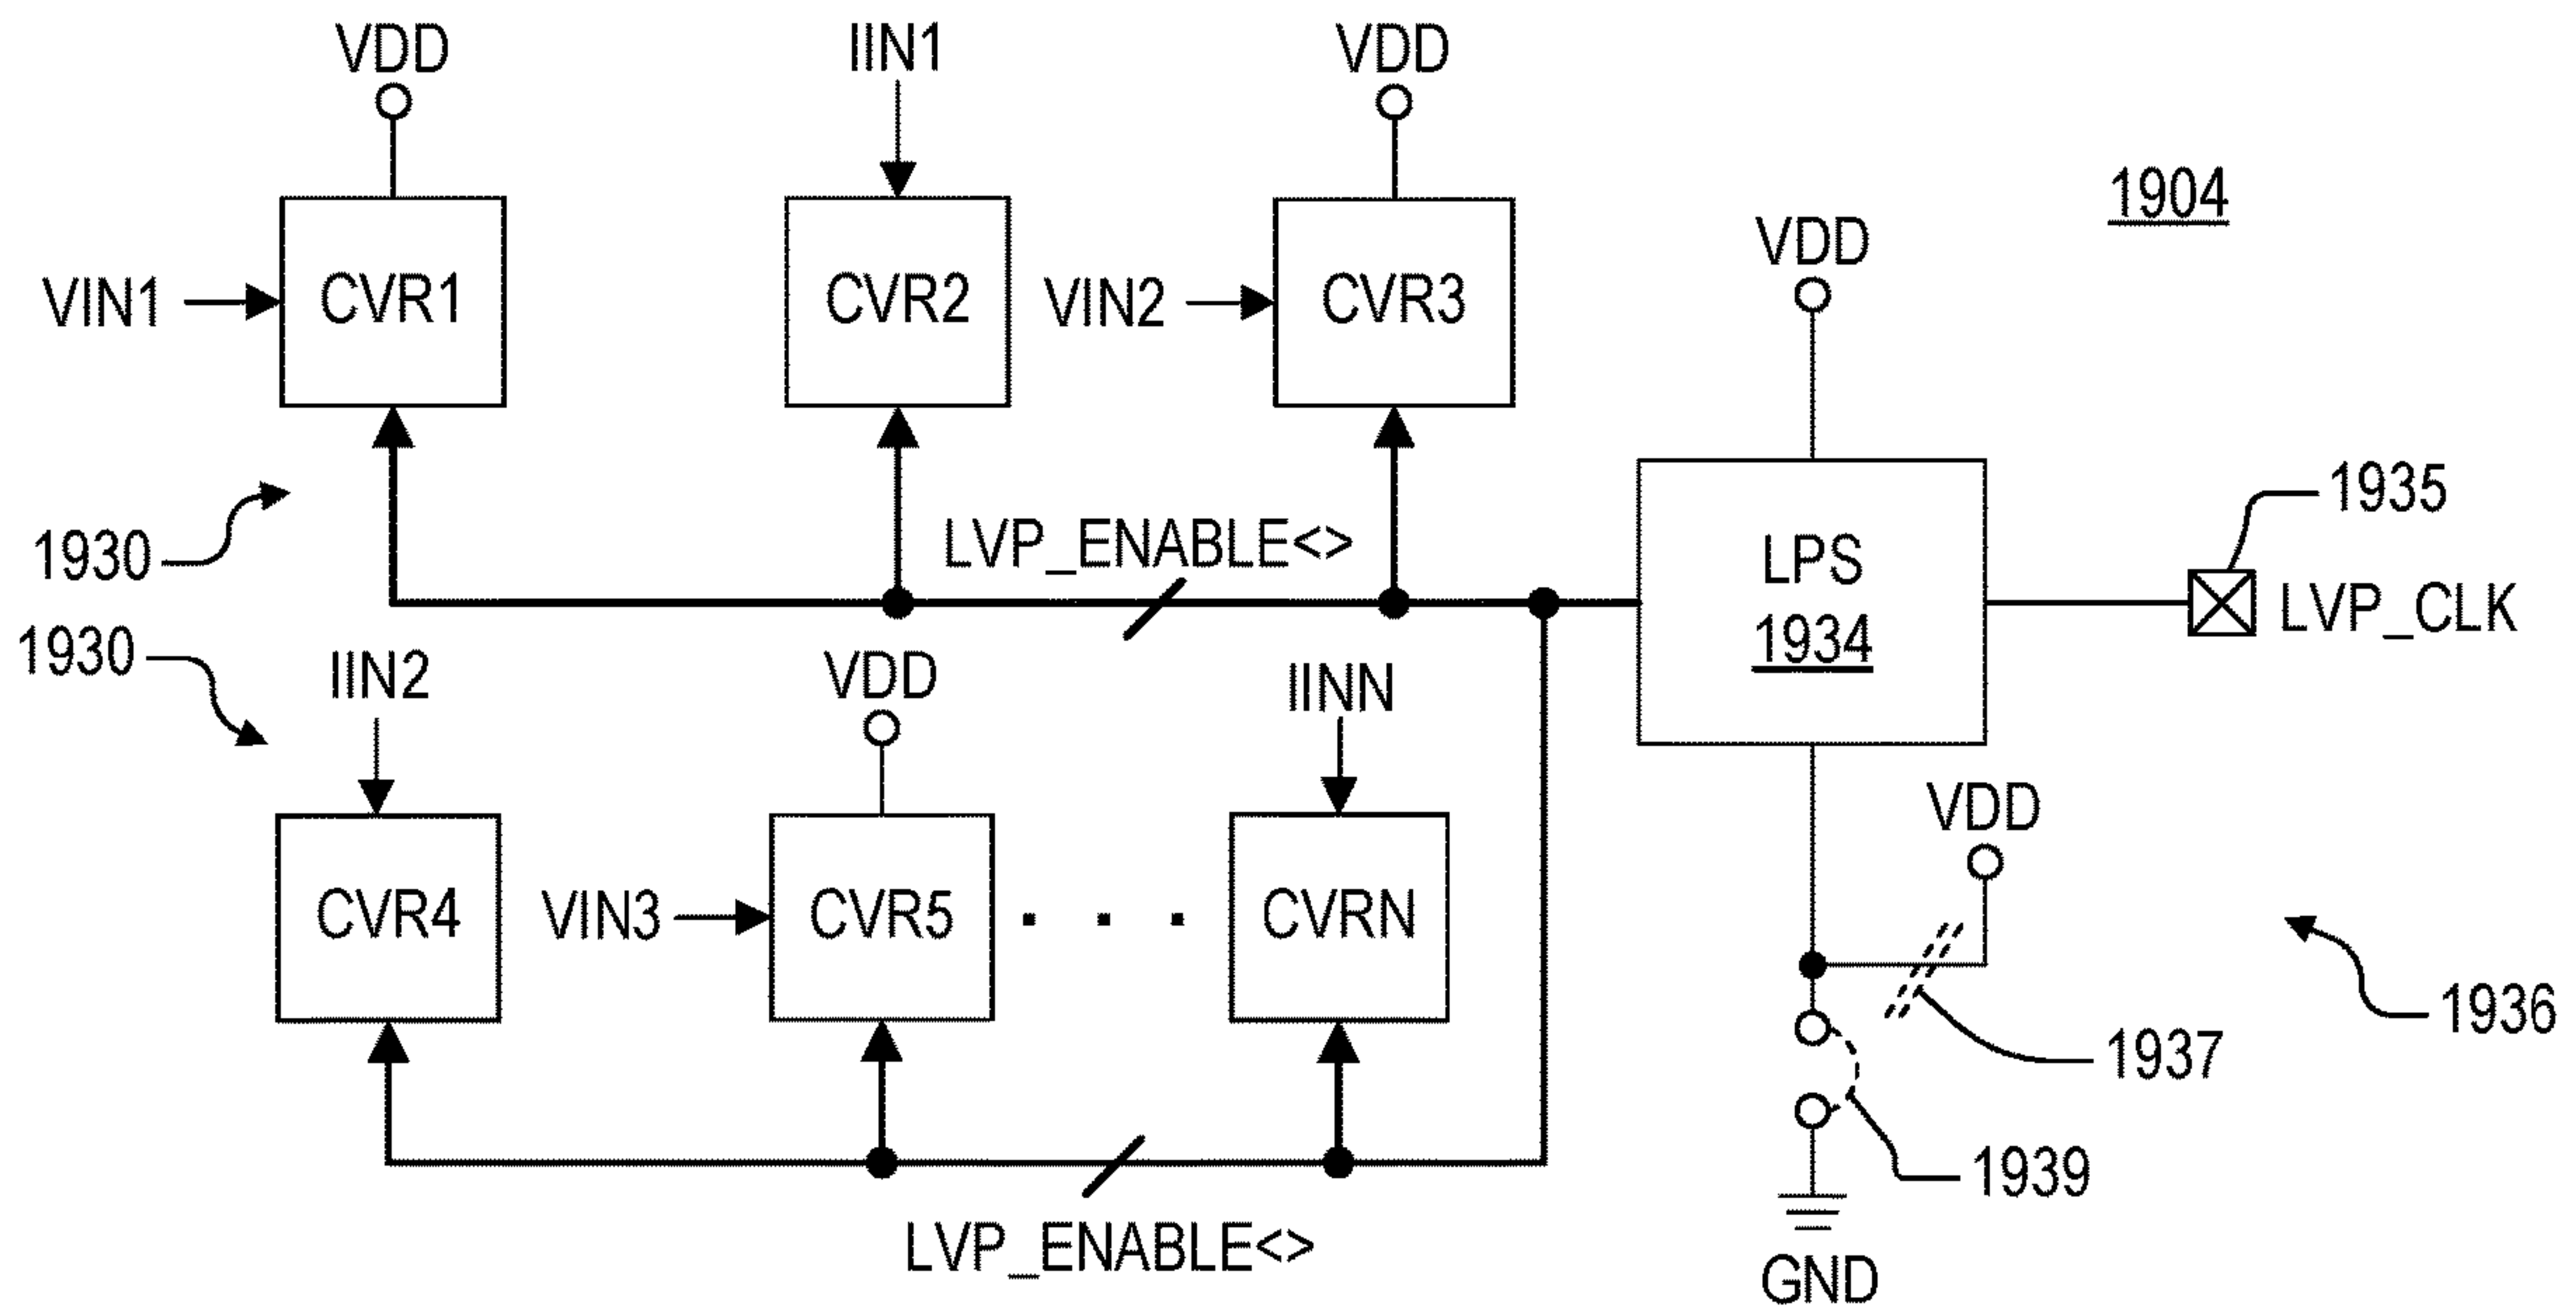 VDD
IIN1
VDD
1904
VDD
VIN1
CVR1
CVR2
VIN2
CVR3
1935
1930
LVP_ENABLE<>
LPS
1934
LVP_CLK
1930
IIN2
VDD
IINN
VDD
CVR4
VIN3
CVR5
. . .
CVRN
1936
1937
1939
LVP_ENABLE<>
GND